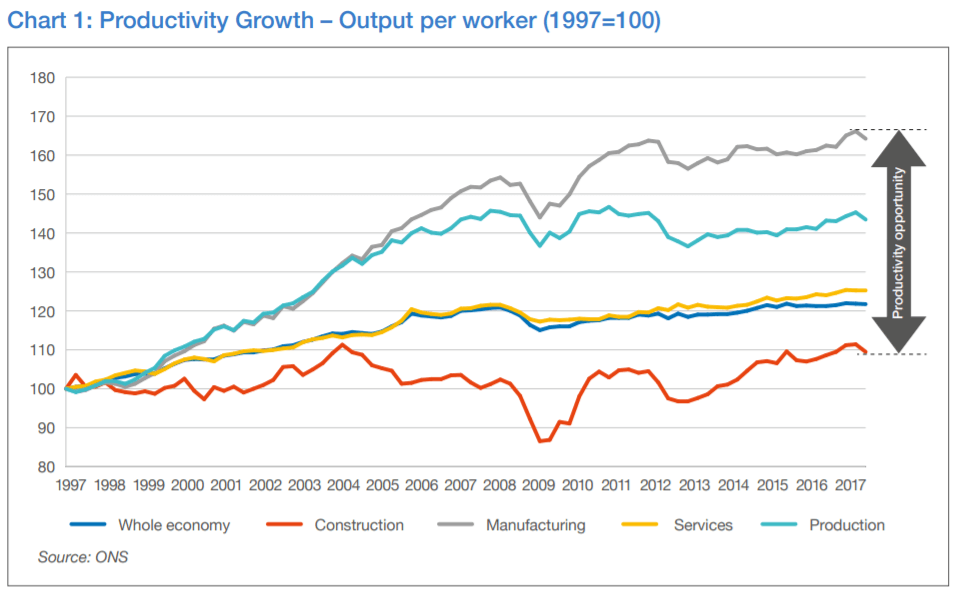 Chart 1: Productivity Growth – Output per worker (1997=100)
180
170
160
150
140
130
120
110
100
90
80
Productivity opportunity
1997 1998 1999 2000 2001 2002 2003 2004 2005 2006 2007 2008 2009 2010 2011 2012 2013 2014 2015 2016 2017
Whole economy Construction Manufacturing Services Production
Source: ONS